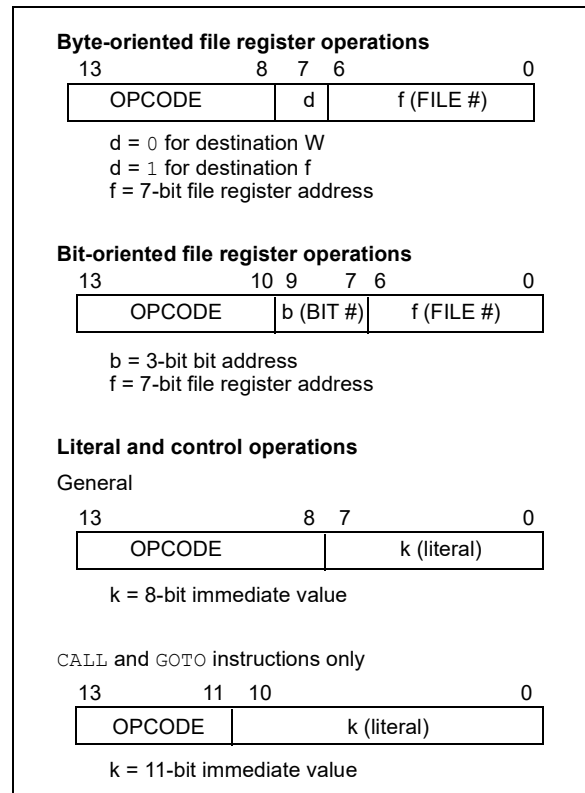 Byte-oriented file register operations
13 8 7 6 0
OPCODE d f (FILE #)
d = 0 for destination W
d = 1 for destination f
f = 7-bit file register address
Bit-oriented file register operations
13 10 9 7 6 0
OPCODE b (BIT #) f (FILE #)
b = 3-bit bit address
f = 7-bit file register address
Literal and control operations
General
13 8 7 0
OPCODE k (literal)
k = 8-bit immediate value
CALL and GOTO instructions only
13 11 10 0
OPCODE k (literal)
k = 11-bit immediate value